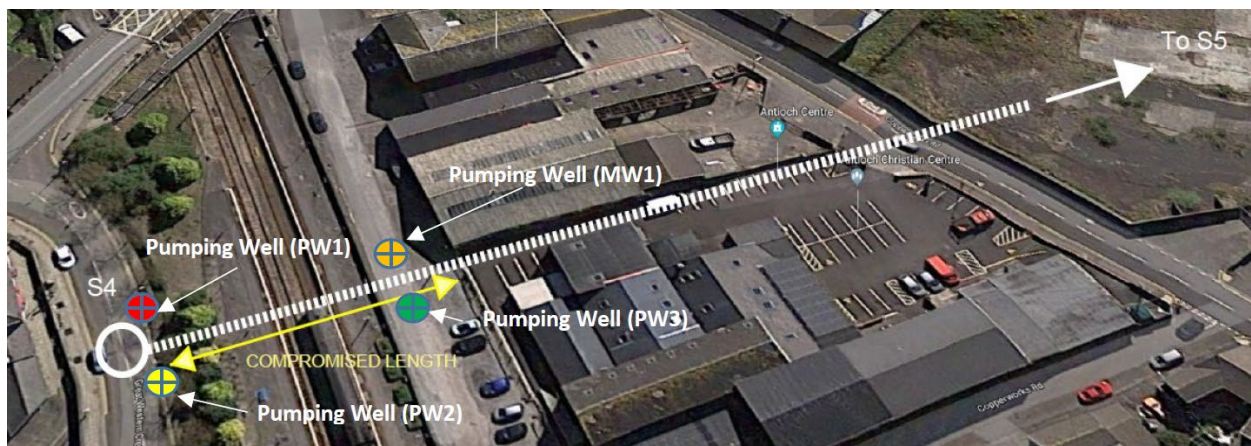 To S5
Antioch Centre
Antioch Christian Centre
Pumping Well (MW1)
Pumping Well (PW1)
S4
Pumping Well (PW3)
COMPROMISED LENGTH
Pumping Well (PW2)
Copperworks Rd